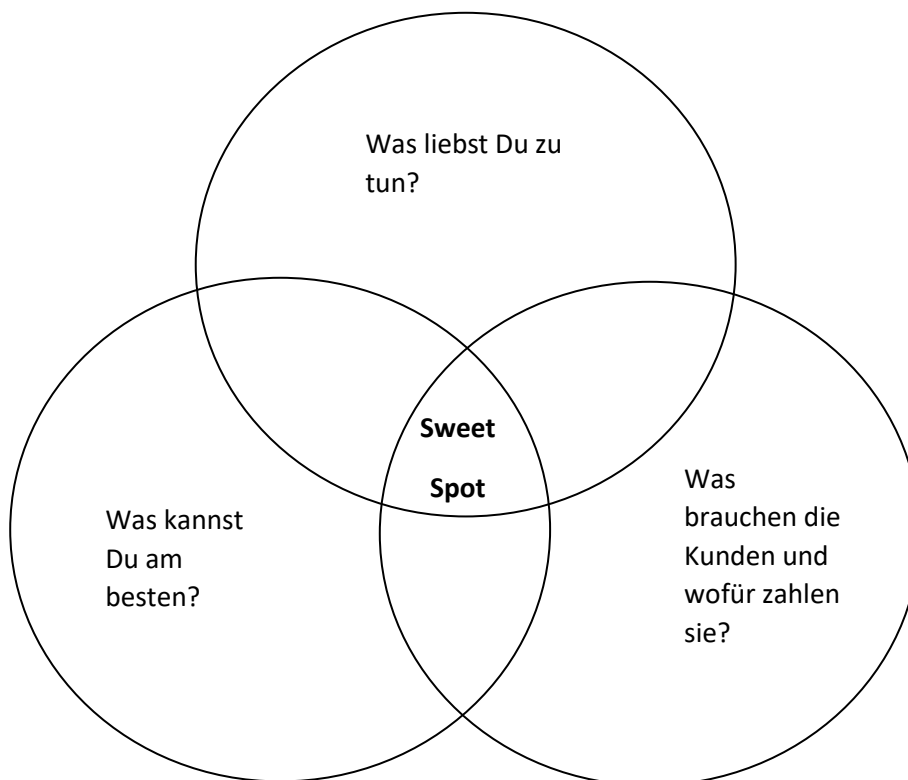 Was liebst Du zu
tun?
Sweet
Spot
Was kannst
Du am
besten?
Was
brauchen die
Kunden und
wofür zahlen
sie?